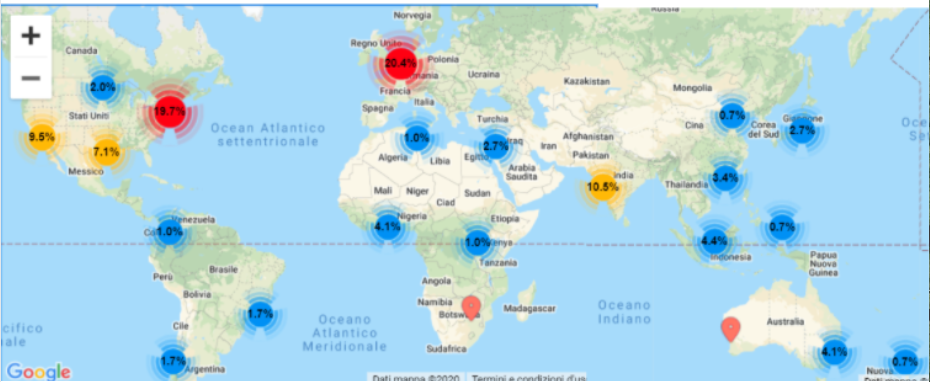 Norvegia
Russia
+
Canada
Regno Unito
20.4%
Polonia
Ucraina
Kazakistan
Mongolia
−
2.0%
Francia
Stati Uniti
19.7%
Spagna
Italia
Turchia
Cina
0.7%
Corea
del Sud
2.7%
9.5%
7.1%
Ocean Atlantico
settentrionale
1.0%
2.7%
Iran
Afghanistan
Pakistan
Messico
Algeria
Libia
Arabia
Saudita
10.5%
India
Thailandia
3.4%
Mali
Niger
Ciad
Sudan
Venezuela
1.0%
4.1%
Nigeria
Etiopia
1.0%
Tanzania
4.4%
Indonesia
0.7%
Papua
Nuova
Guinea
Perù
Brasile
Bolivia
Angola
Namibia
Madagascar
Oceano
Indiano
1.7%
Oceano
Atlantico
Meridionale
Cile
Australia
1.7%
Argentina
Sudafrica
4.1%
0.7%
Google
Dati mappa ©2020
Termini e condizioni d'us